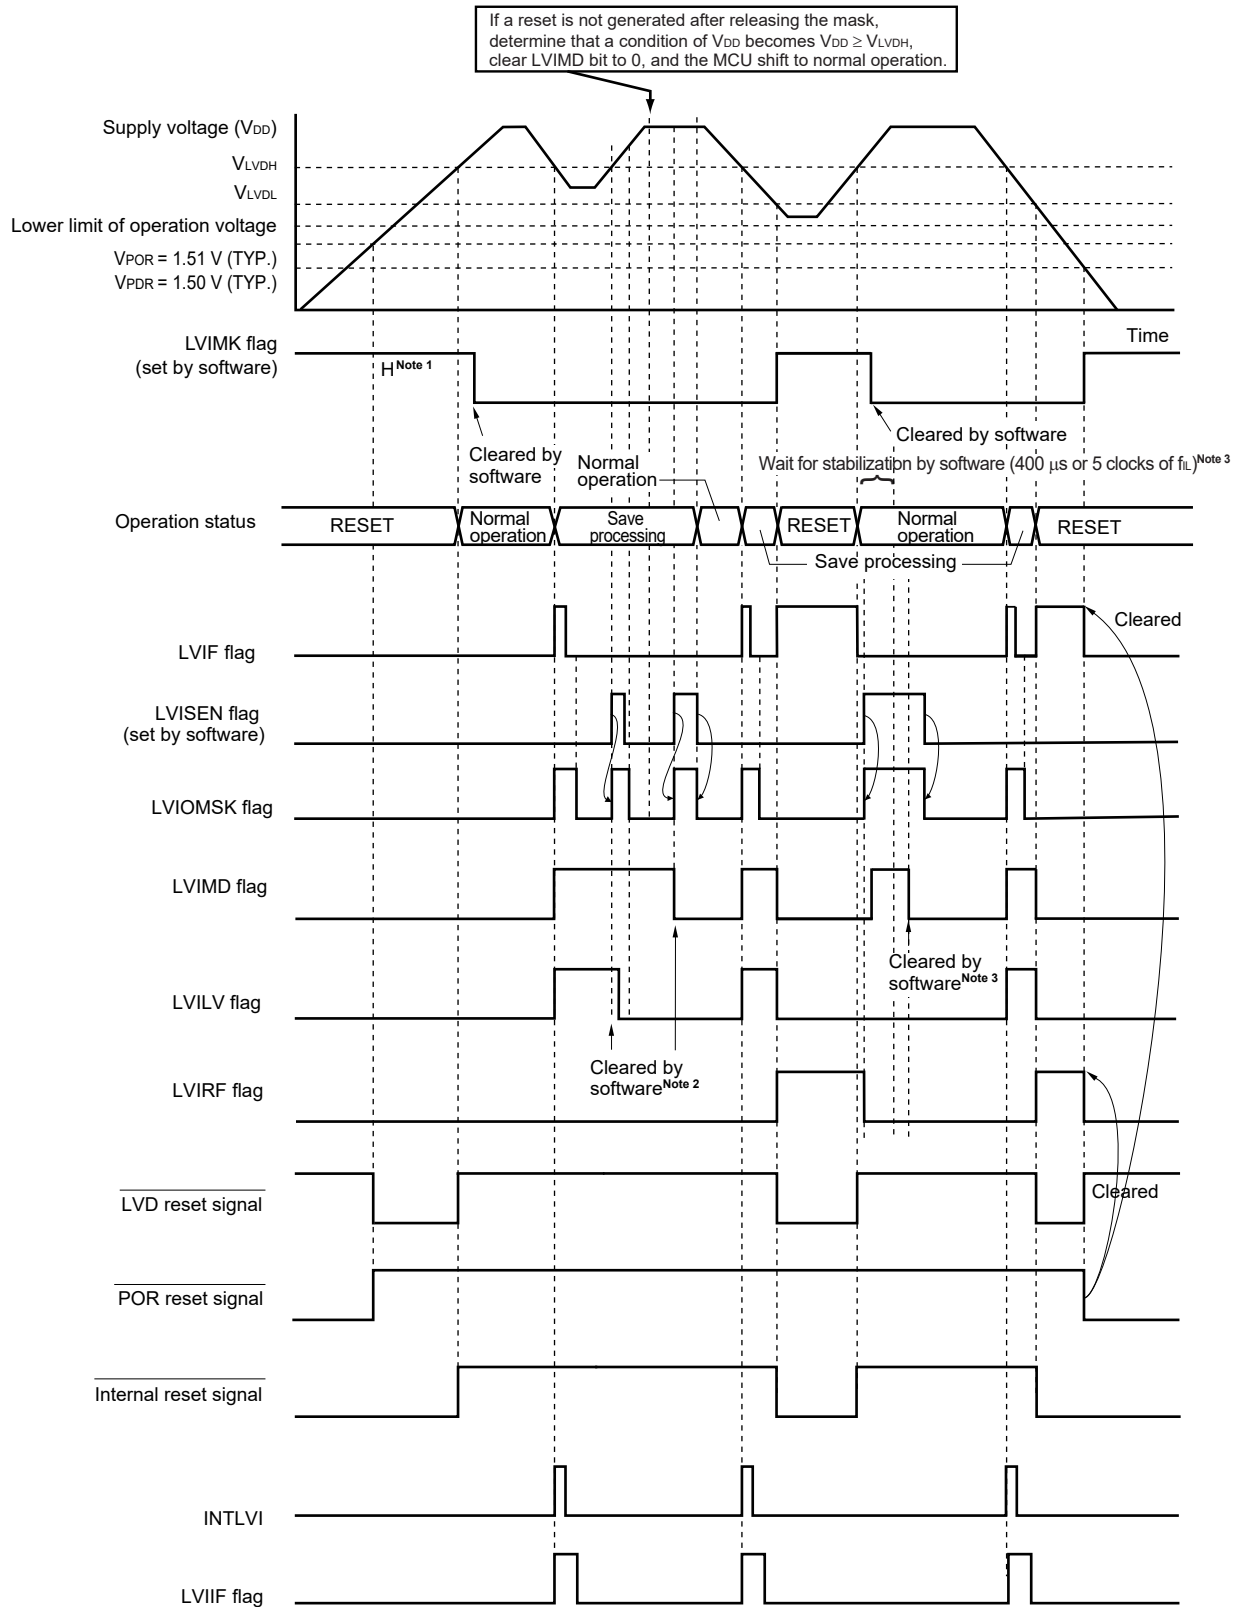 If a reset is not generated after releasing the mask,
determine that a condition of VDD becomes VDD ≥ VLVDH,
clear LVIMD bit to 0, and the MCU shift to normal operation.
Supply voltage (VDD)
VLVDH
VLVDL
Lower limit of operation voltage
VPOR = 1.51 V (TYP.)
VPDR = 1.50 V (TYP.)
Time
LVIMK flag
(set by software)
H Note 1
Cleared by
software
Cleared by software
Normal
operation
Wait for stabilization by software (400 μs or 5 clocks of fIL) Note 3
Operation status
RESET
Normal
operation
Save
processing
RESET
Normal
operation
RESET
Save processing
LVIF flag
Cleared
LVISEN flag
(set by software)
LVIOMSK flag
LVIMD flag
Cleared by
software Note 3
LVILV flag
Cleared by
software Note 2
LVIRF flag
LVD reset signal
Cleared
POR reset signal
Internal reset signal
INTLVI
LVIIF flag